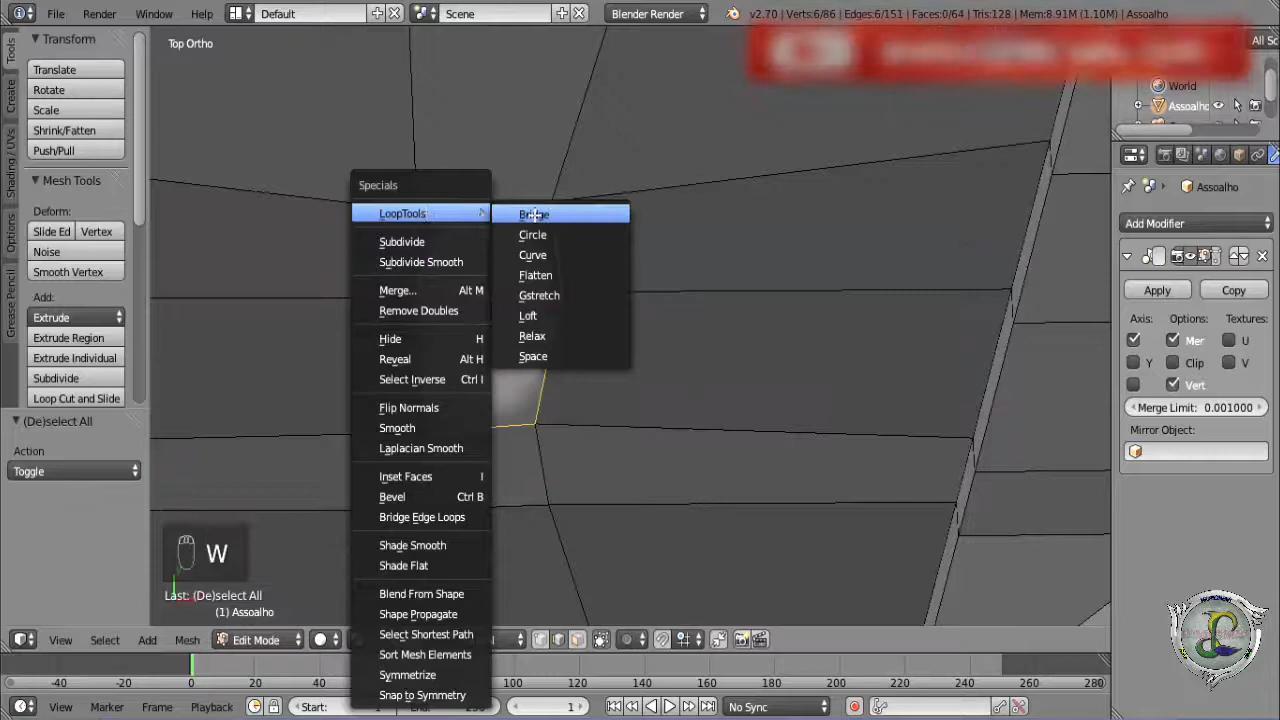 File Render Window Help Default Scene Blender Render v2.70 | Verts:6/86 | Edges:6/151 | Faces:0/64 | Tris:128 | Mem:8.91M (1.10M) | Assoalho
Top Ortho
All Sc
World
Assoalho
Tools
Create
Shading / UVs
Options
Grease Pencil
Transform
Translate
Rotate
Scale
Shrink/Fatten
Push/Pull
Mesh Tools
Deform:
Slide Ed Vertex
Noise
Smooth Vertex
Add:
Extrude
Extrude Region
Extrude Individual
Subdivide
Loop Cut and Slide
(De)select All
Action
Toggle
Specials
LoopTools
Subdivide
Subdivide Smooth
Merge... Alt M
Remove Doubles
Hide H
Reveal Alt H
Select Inverse Ctrl I
Flip Normals
Smooth
Laplacian Smooth
Inset Faces I
Bevel Ctrl B
Bridge Edge Loops
Shade Smooth
Shade Flat
Blend From Shape
Shape Propagate
Select Shortest Path
Sort Mesh Elements
Symmetrize
Snap to Symmetry
Bridge
Circle
Curve
Flatten
Gstretch
Loft
Relax
Space
Assoalho
Add Modifier
Apply Copy
Axis: Options: Textures:
X Mer U
Y Clip V
Z Vert
Merge Limit: 0.001000
Mirror Object:
W
Last: (De)select All
(1) Assoalho
View Select Add Mesh Edit Mode
-40 -20 0 20 40 100 120 140 160 180 200 220 240 260 280
View Marker Frame Playback Start: 1 1 No Sync